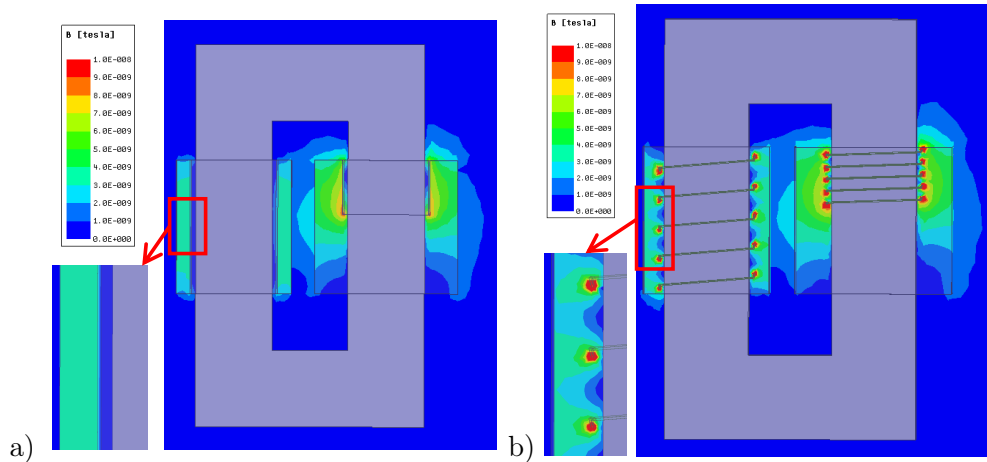 B [tesla]
1.0E-008
9.0E-009
8.0E-009
7.0E-009
6.0E-009
5.0E-009
4.0E-009
3.0E-009
2.0E-009
1.0E-009
0.0E+000
a)
B [tesla]
1.0E-008
9.0E-009
8.0E-009
7.0E-009
6.0E-009
5.0E-009
4.0E-009
3.0E-009
2.0E-009
1.0E-009
0.0E+000
b)